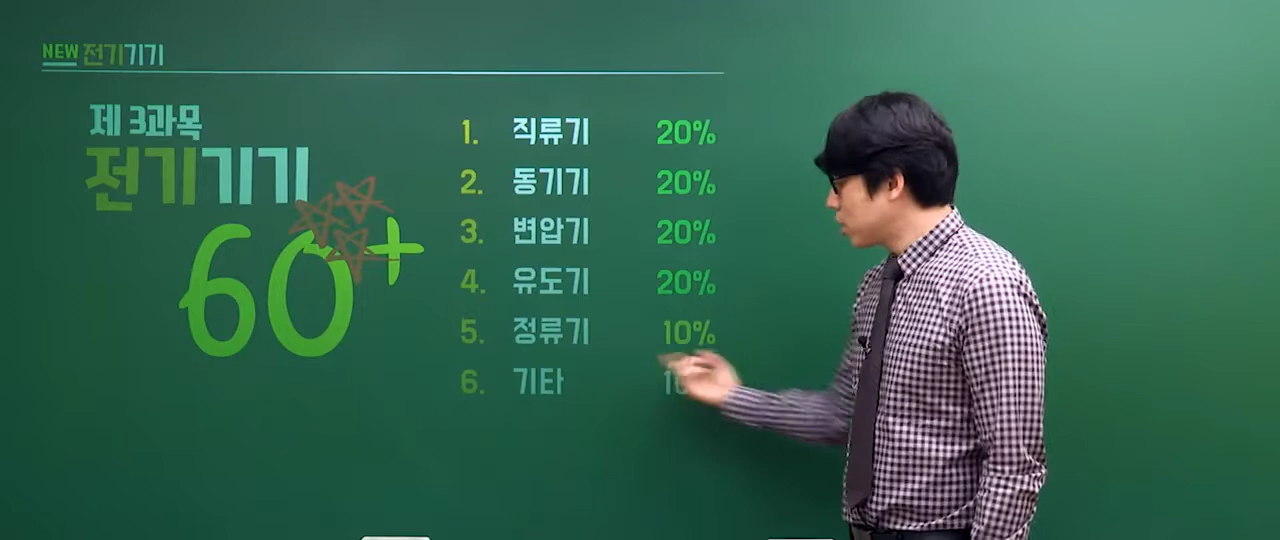 NEW 전기기기
제 3과목
전기기기
60+
1. 직류기 20%
2. 동기기 20%
3. 변압기 20%
4. 유도기 20%
5. 정류기 10%
6. 기타